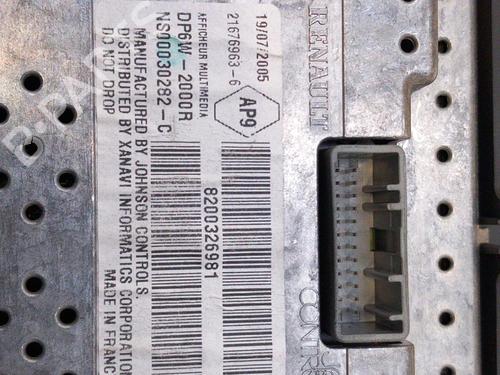 RENAULT
19/07/2005
21676963-6
AP9
AFFICHEUR MULTIMEDIA
DP6W-2000R
NS00030282-C
8200326981
MANUFACTURED BY JOHNSON CONTROLS.
DISTRIBUTED BY XANAVI INFORMATICS CORPORATION
DO NOT DROP
MADE IN FRANC
CONTR
B-PARTS